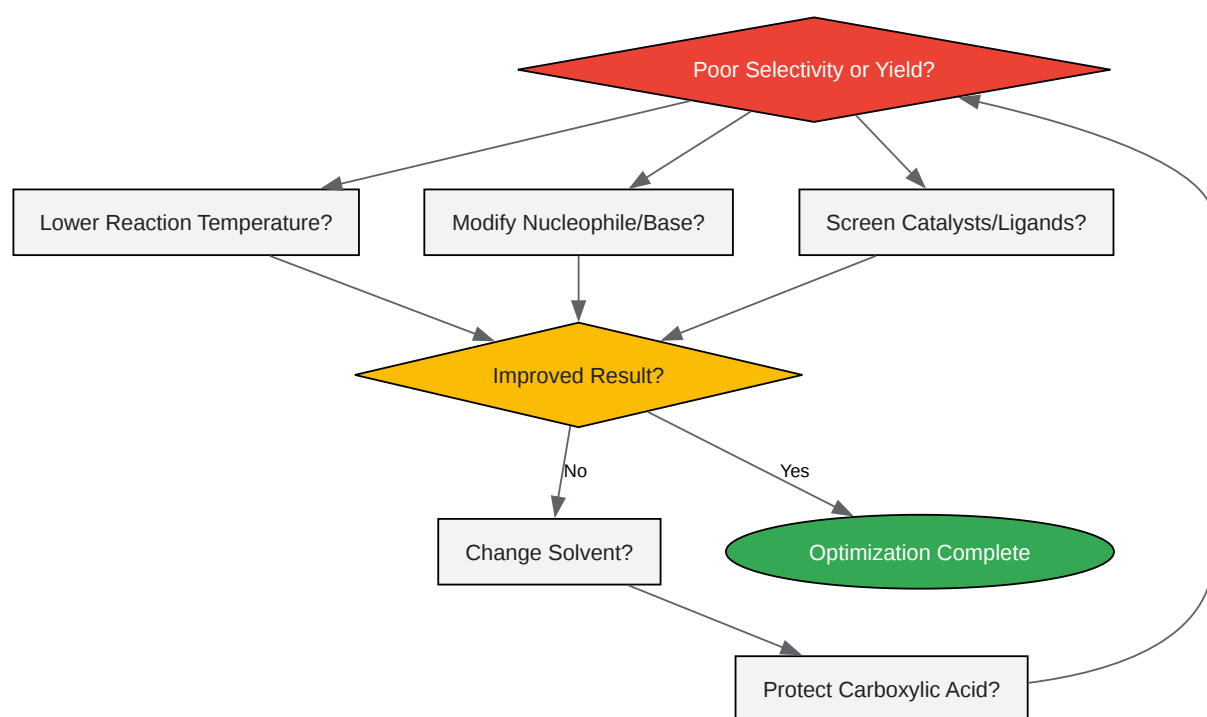 Poor Selectivity or Yield?
Lower Reaction Temperature?
Modify Nucleophile/Base?
Screen Catalysts/Ligands?
Improved Result?
No
Yes
Change Solvent?
Optimization Complete
Protect Carboxylic Acid?